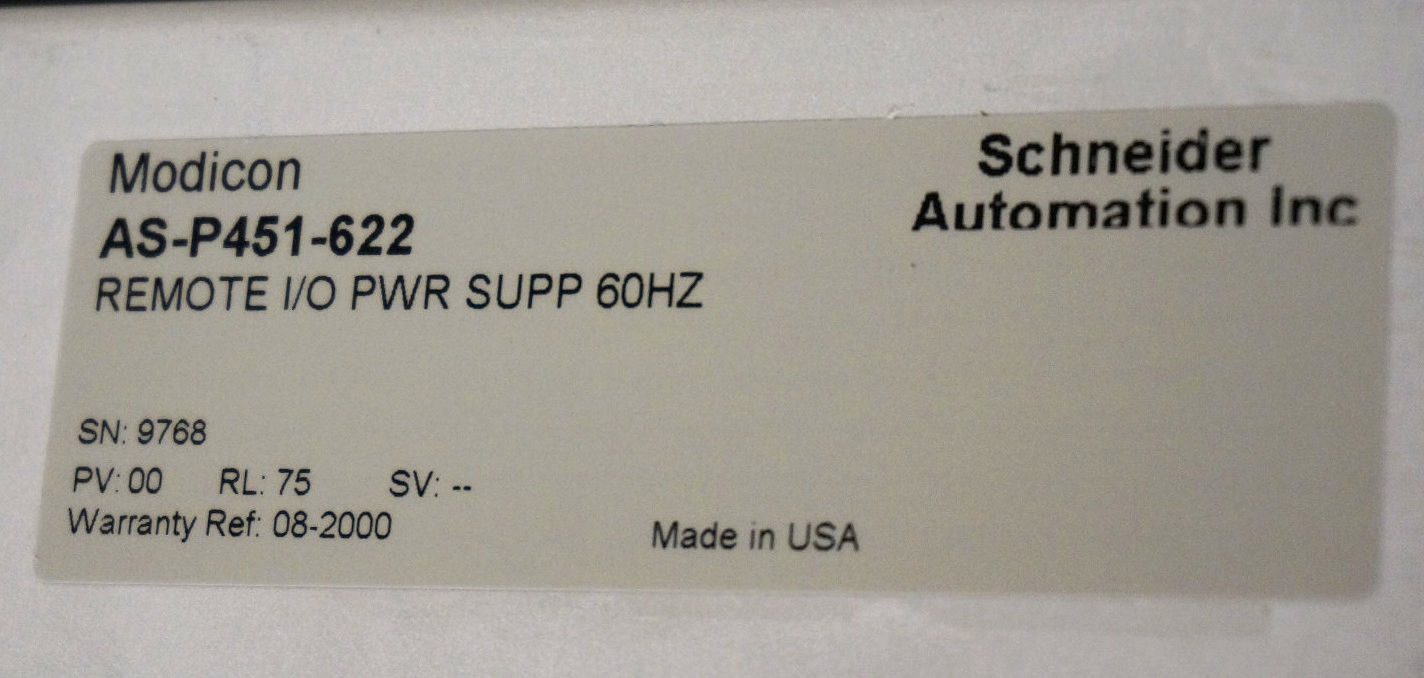 Modicon
AS-P451-622
REMOTE I/O PWR SUPP 60HZ
Schneider
Automation Inc
SN: 9768
PV: 00 RL: 75 SV: --
Warranty Ref: 08-2000
Made in USA